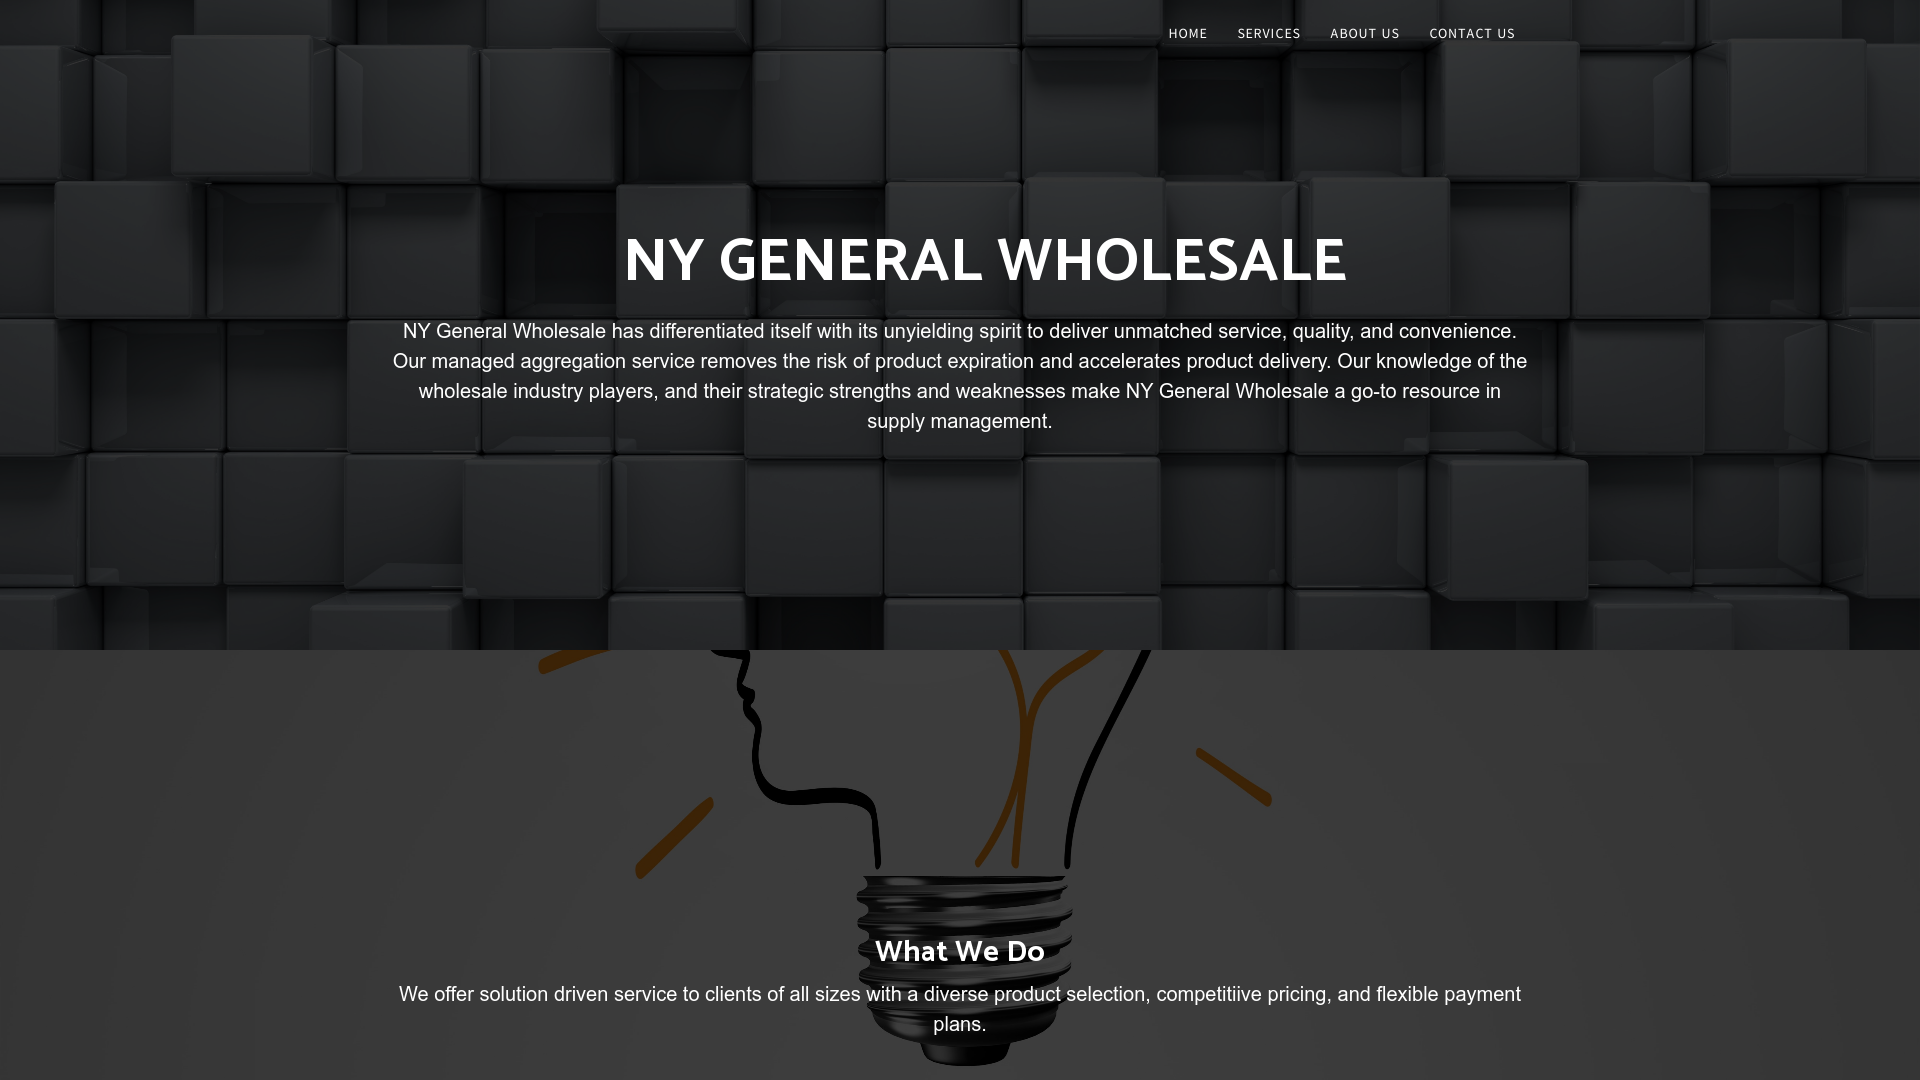 HOME SERVICES ABOUT US CONTACT US
NY GENERAL WHOLESALE
NY General Wholesale has differentiated itself with its unyielding spirit to deliver unmatched service, quality, and convenience.
Our managed aggregation service removes the risk of product expiration and accelerates product delivery. Our knowledge of the
wholesale industry players, and their strategic strengths and weaknesses make NY General Wholesale a go-to resource in
supply management.
What We Do
We offer solution driven service to clients of all sizes with a diverse product selection, competitiive pricing, and flexible payment
plans.